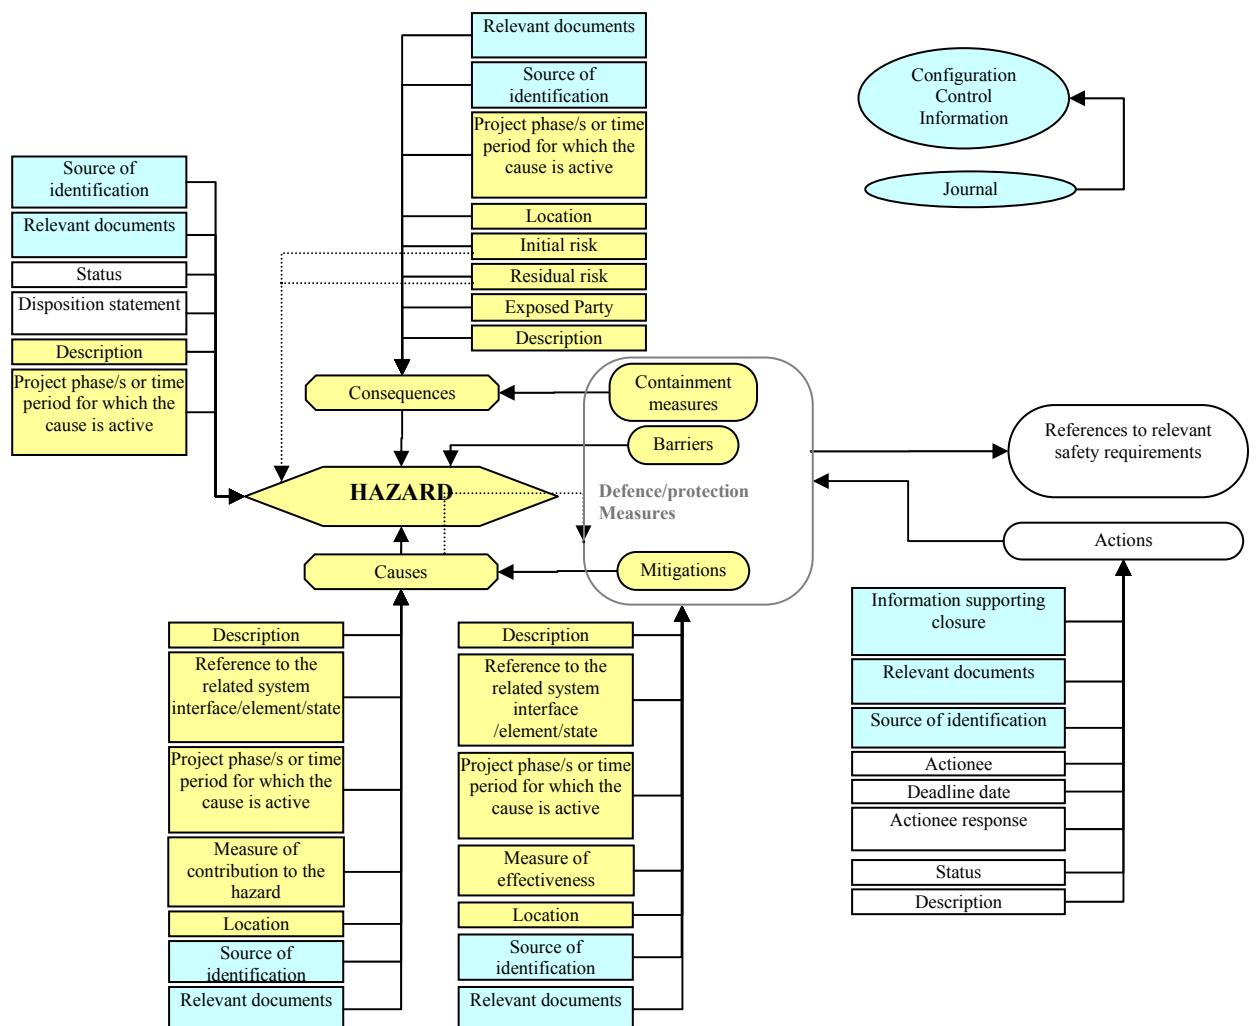 Relevant documents
Source of
identification
Project phase/s or time
period for which the
cause is active
Location
Initial risk
Residual risk
Exposed Party
Description
Configuration
Control
Information
Journal
Source of
identification
Relevant documents
Status
Disposition statement
Description
Project phase/s or time
period for which the
cause is active
Consequences
Containment
measures
Barriers
HAZARD
Defence/protection
Measures
Causes
Mitigations
References to relevant
safety requirements
Actions
Description
Reference to the
related system
interface/element/state
Project phase/s or time
period for which the
cause is active
Measure of
contribution to the
hazard
Location
Source of
identification
Relevant documents
Description
Reference to the
related system
interface
/element/state
Project phase/s or time
period for which the
cause is active
Measure of
effectiveness
Location
Source of
identification
Relevant documents
Information supporting
closure
Relevant documents
Source of identification
Actionee
Deadline date
Actionee response
Status
Description